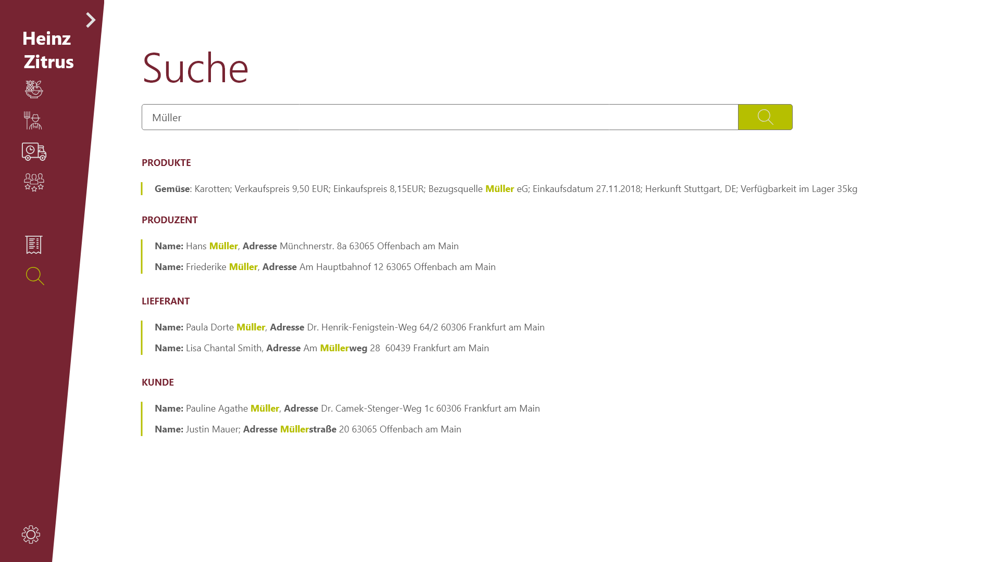 Heinz
Zitrus
Suche
Müller
PRODUKTE
Gemüse: Karotten; Verkaufspreis 9,50 EUR; Einkaufspreis 8,15EUR; Bezugsquelle Müller eG; Einkaufsdatum 27.11.2018; Herkunft Stuttgart, DE; Verfügbarkeit im Lager 35kg
PRODUZENT
Name: Hans Müller, Adresse Münchnerstr. 8a 63065 Offenbach am Main
Name: Friederike Müller, Adresse Am Hauptbahnof 12 63065 Offenbach am Main
LIEFERANT
Name: Paula Dorte Müller, Adresse Dr. Henrik-Fenigstein-Weg 64/2 60306 Frankfurt am Main
Name: Lisa Chantal Smith, Adresse Am Müllerweg 28  60439 Frankfurt am Main
KUNDE
Name: Pauline Agathe Müller, Adresse Dr. Camek-Stenger-Weg 1c 60306 Frankfurt am Main
Name: Justin Mauer; Adresse Müllerstraße 20 63065 Offenbach am Main